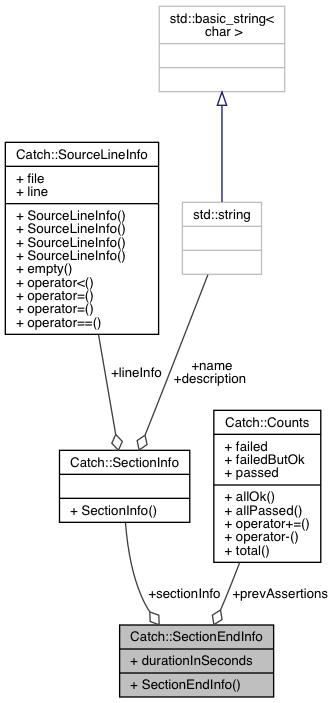 std::basic_string<
char >
Catch::SourceLineInfo
+ file
+ line
+ SourceLineInfo()
+ SourceLineInfo()
+ SourceLineInfo()
+ SourceLineInfo()
+ empty()
+ operator<()
+ operator=()
+ operator=()
+ operator==()
std::string
+lineInfo
+name
+description
Catch::SectionInfo
+ SectionInfo()
Catch::Counts
+ failed
+ failedButOk
+ passed
+ allOk()
+ allPassed()
+ operator+=()
+ operator-()
+ total()
+sectionInfo
+prevAssertions
Catch::SectionEndInfo
+ durationInSeconds
+ SectionEndInfo()